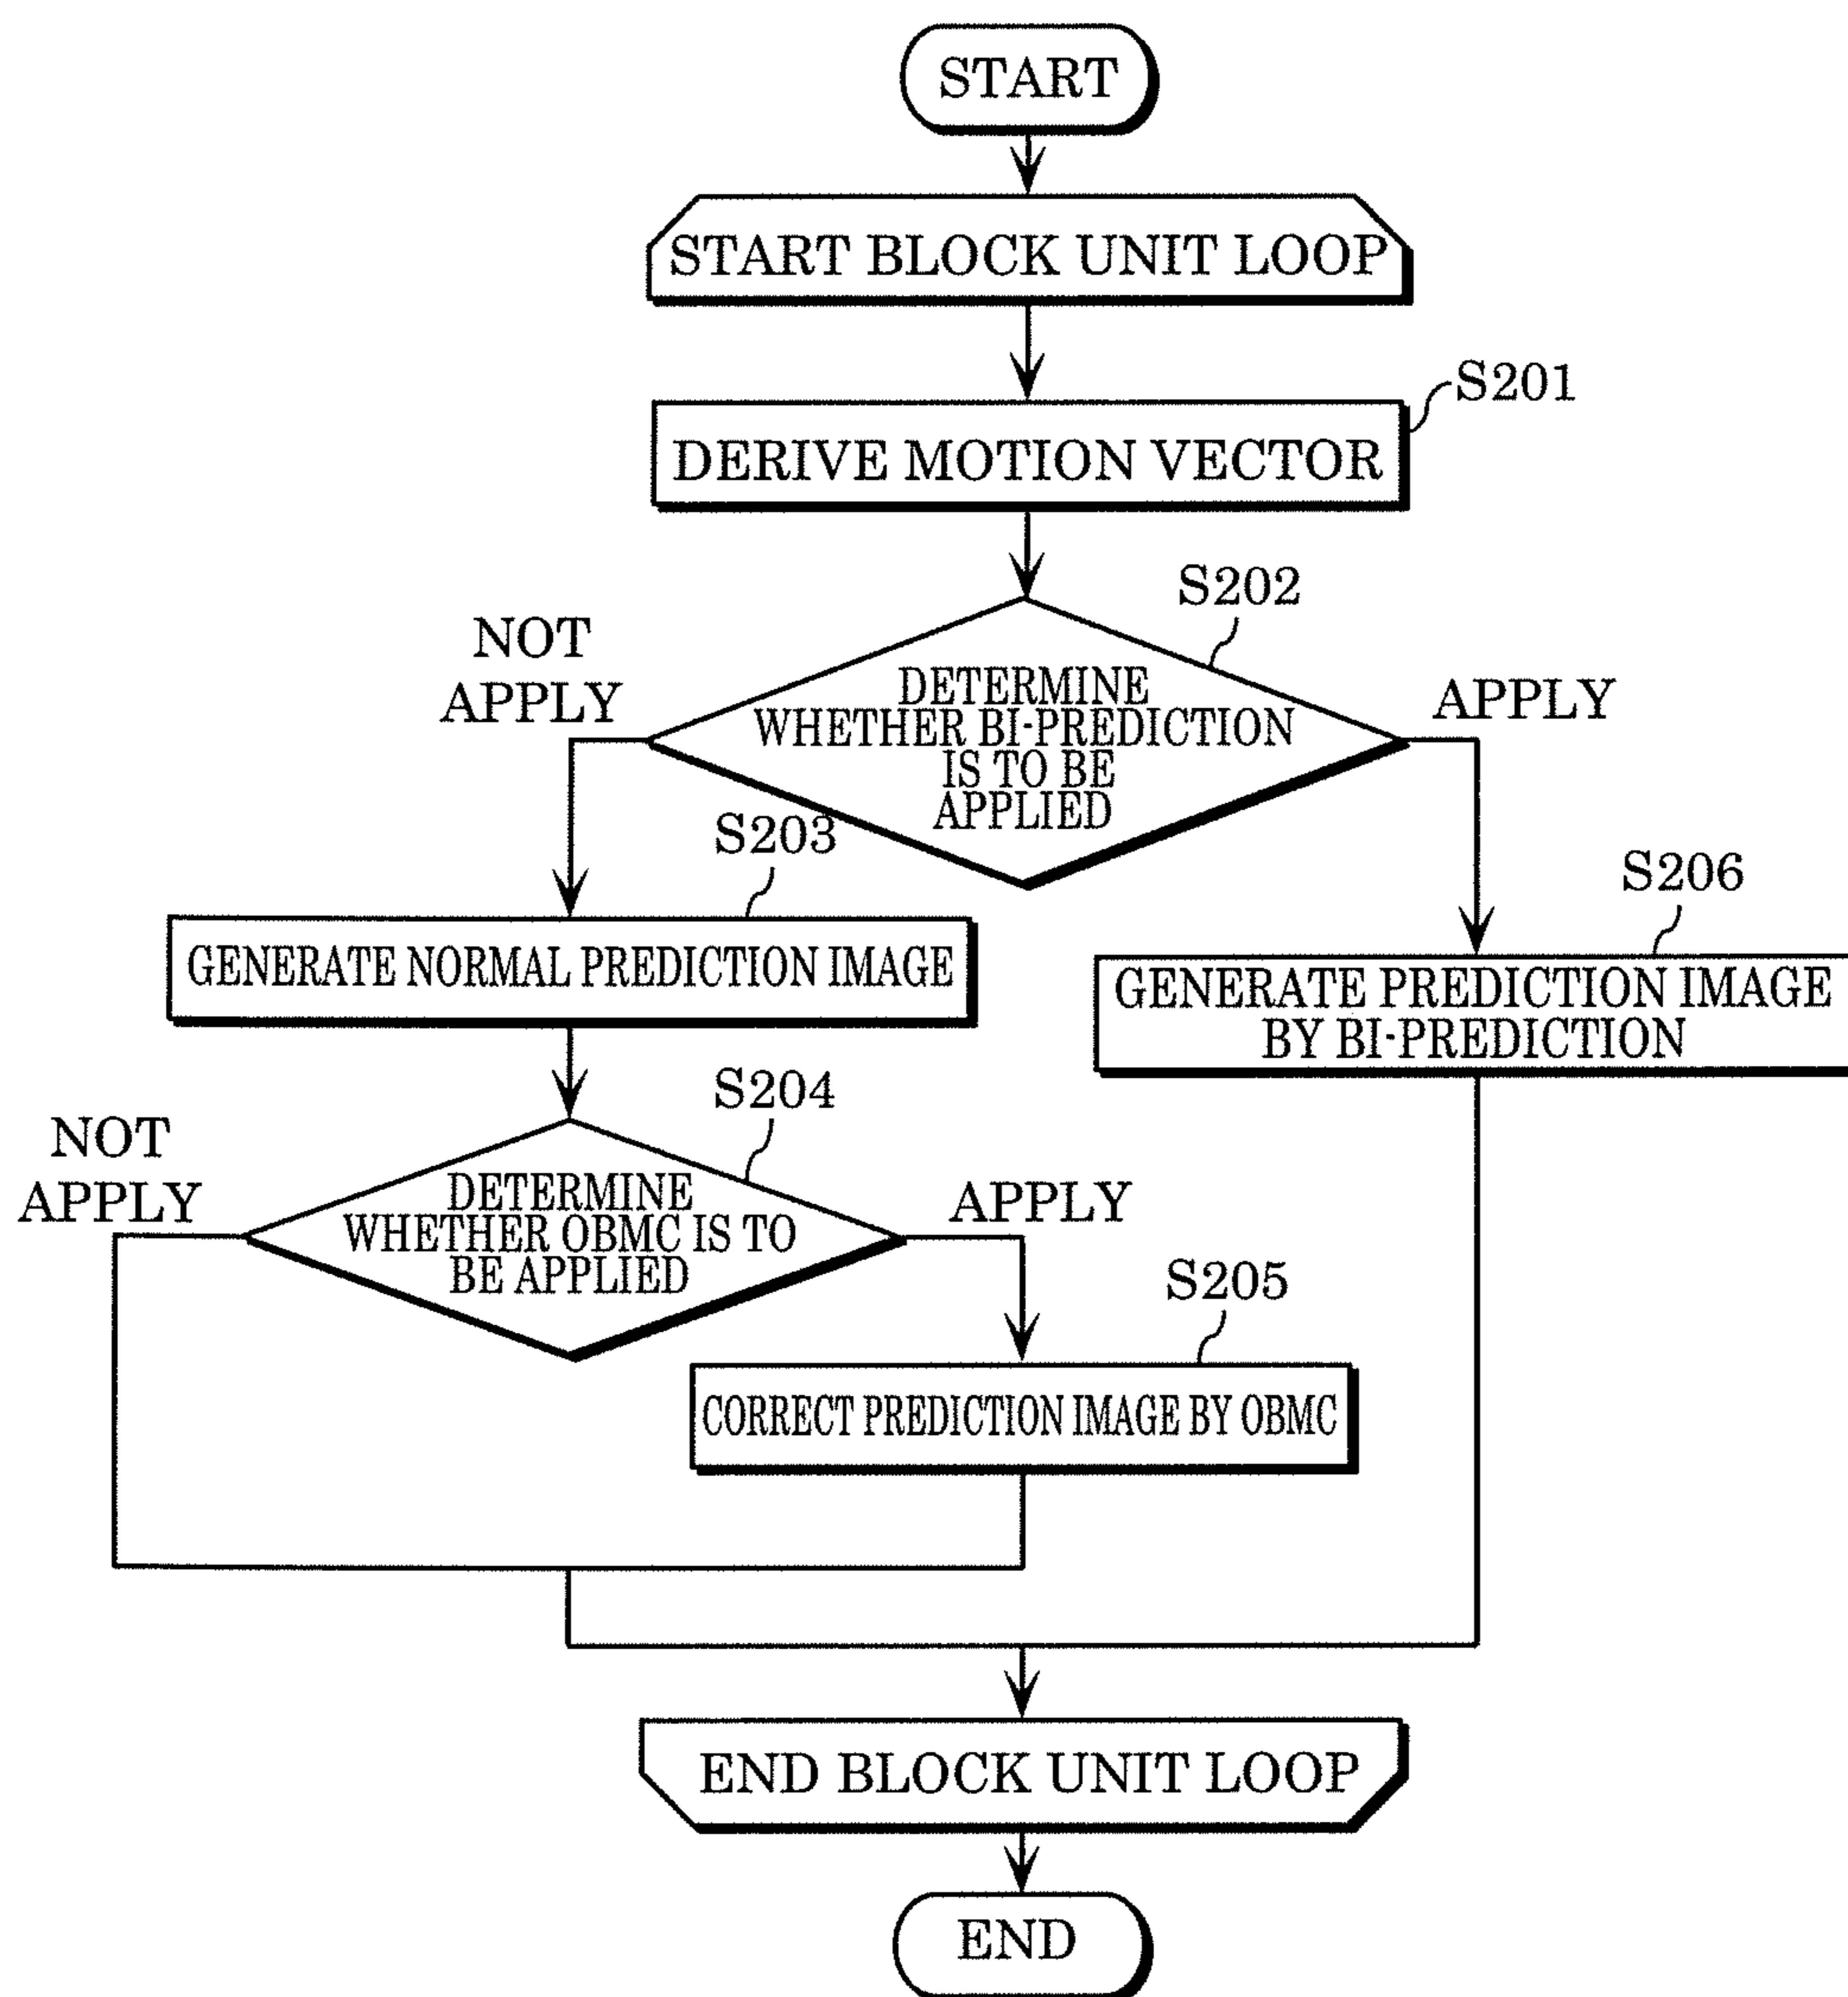 START
START BLOCK UNIT LOOP
S201
DERIVE MOTION VECTOR
S202
NOT
APPLY
DETERMINE
WHETHER BI-PREDICTION
IS TO BE
APPLIED
APPLY
S203
GENERATE NORMAL PREDICTION IMAGE
S206
GENERATE PREDICTION IMAGE
BY BI-PREDICTION
S204
NOT
APPLY
DETERMINE
WHETHER OBMC IS TO
BE APPLIED
APPLY
S205
CORRECT PREDICTION IMAGE BY OBMC
END BLOCK UNIT LOOP
END